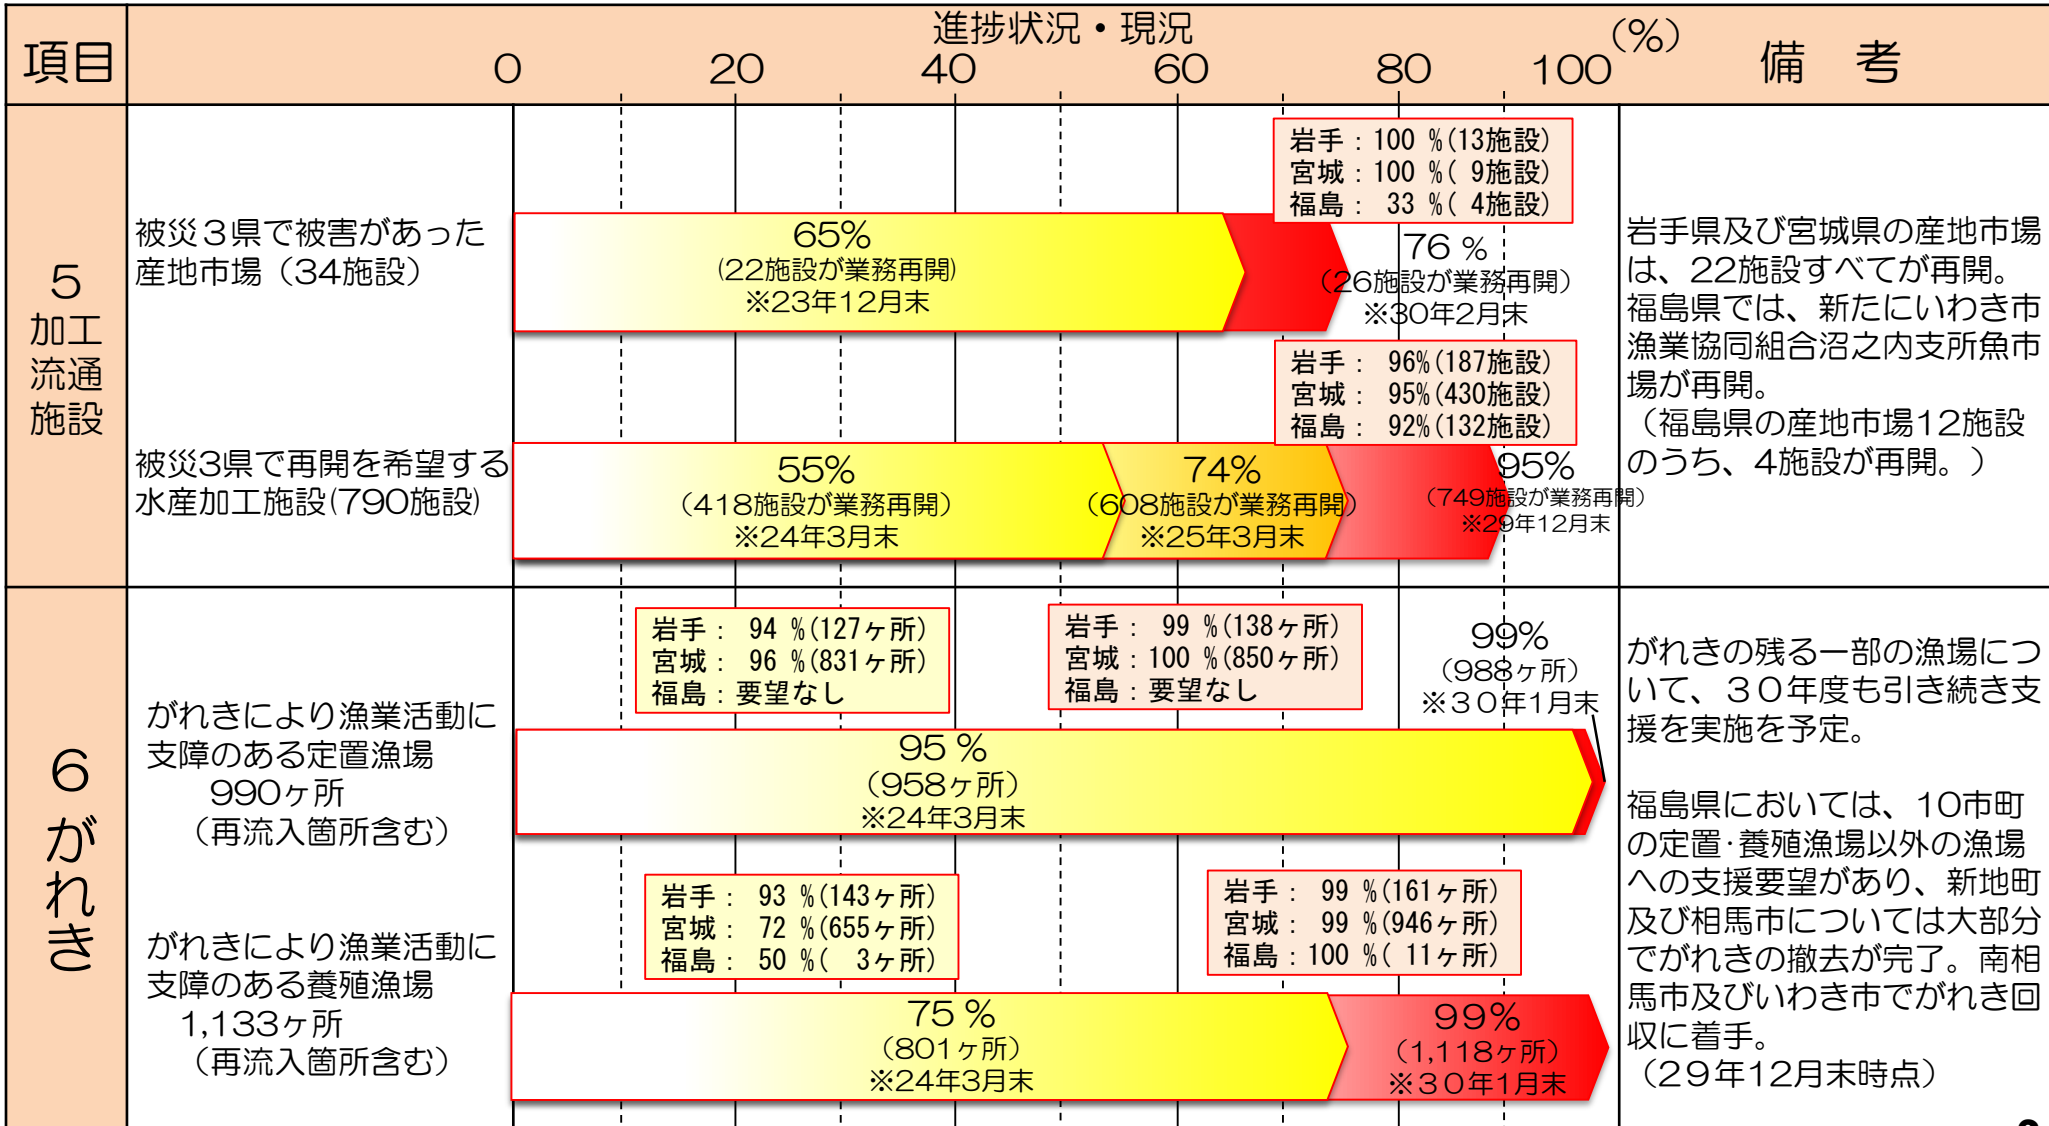 項目
進捗状況・現況
(%)
0 20 40 60 80 100
備 考
5
加工
流通
施設
被災3県で被害があった
産地市場（34施設）
65%
(22施設が業務再開)
※23年12月末
岩手：100 %(13施設)
宮城：100 %( 9施設)
福島： 33 %( 4施設)
76 %
（26施設が業務再開）
※30年2月末
岩手県及び宮城県の産地市場
は、22施設すべてが再開。
福島県では、新たにいわき市
漁業協同組合沼之内支所魚市
場が再開。
（福島県の産地市場12施設
のうち、4施設が再開。）
被災3県で再開を希望する
水産加工施設(790施設)
55%
（418施設が業務再開）
※24年3月末
74%
（608施設が業務再開）
※25年3月末
岩手： 96%(187施設)
宮城： 95%(430施設)
福島： 92%(132施設)
95%
（749施設が業務再開）
※29年12月末
6
がれき
がれきにより漁業活動に
支障のある定置漁場
990ヶ所
（再流入箇所含む）
岩手： 94 %(127ヶ所)
宮城： 96 %(831ヶ所)
福島：要望なし
岩手： 99 %(138ヶ所)
宮城：100 %(850ヶ所)
福島：要望なし
99%
（988ヶ所）
※30年1月末
95 %
（958ヶ所）
※24年3月末
がれきの残る一部の漁場につ
いて、30年度も引き続き支
援を実施を予定。
福島県においては、10市町
の定置･養殖漁場以外の漁場
への支援要望があり、新地町
及び相馬市については大部分
でがれきの撤去が完了。南相
馬市及びいわき市でがれき回
収に着手。
（29年12月末時点）
がれきにより漁業活動に
支障のある養殖漁場
1,133ヶ所
（再流入箇所含む）
岩手： 93 %(143ヶ所)
宮城： 72 %(655ヶ所)
福島： 50 %( 3ヶ所)
岩手： 99 %(161ヶ所)
宮城： 99 %(946ヶ所)
福島：100 %( 11ヶ所)
75 %
（801ヶ所）
※24年3月末
99%
（1,118ヶ所）
※30年1月末